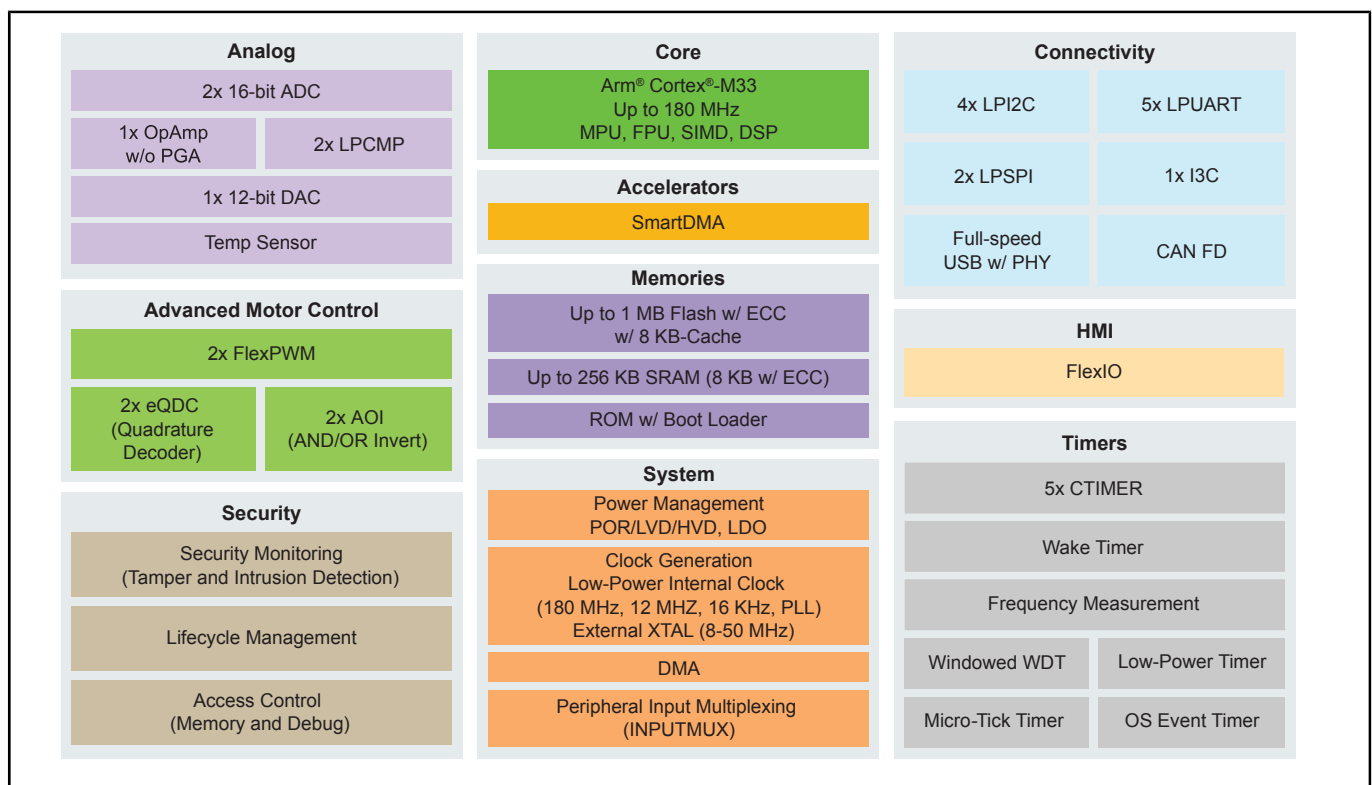 Analog
2x 16-bit ADC
1x OpAmp
w/o PGA
2x LPCMP
1x 12-bit DAC
Temp Sensor
Advanced Motor Control
2x FlexPWM
2x eQDC
(Quadrature
Decoder)
2x AOI
(AND/OR Invert)
Security
Security Monitoring
(Tamper and Intrusion Detection)
Lifecycle Management
Access Control
(Memory and Debug)
Core
Arm® Cortex®-M33
Up to 180 MHz
MPU, FPU, SIMD, DSP
Accelerators
SmartDMA
Memories
Up to 1 MB Flash w/ ECC
w/ 8 KB-Cache
Up to 256 KB SRAM (8 KB w/ ECC)
ROM w/ Boot Loader
System
Power Management
POR/LVD/HVD, LDO
Clock Generation
Low-Power Internal Clock
(180 MHz, 12 MHZ, 16 KHz, PLL)
External XTAL (8-50 MHz)
DMA
Peripheral Input Multiplexing
(INPUTMUX)
Connectivity
4x LPI2C
5x LPUART
2x LPSPI
1x I3C
Full-speed
USB w/ PHY
CAN FD
HMI
FlexIO
Timers
5x CTIMER
Wake Timer
Frequency Measurement
Windowed WDT
Low-Power Timer
Micro-Tick Timer
OS Event Timer